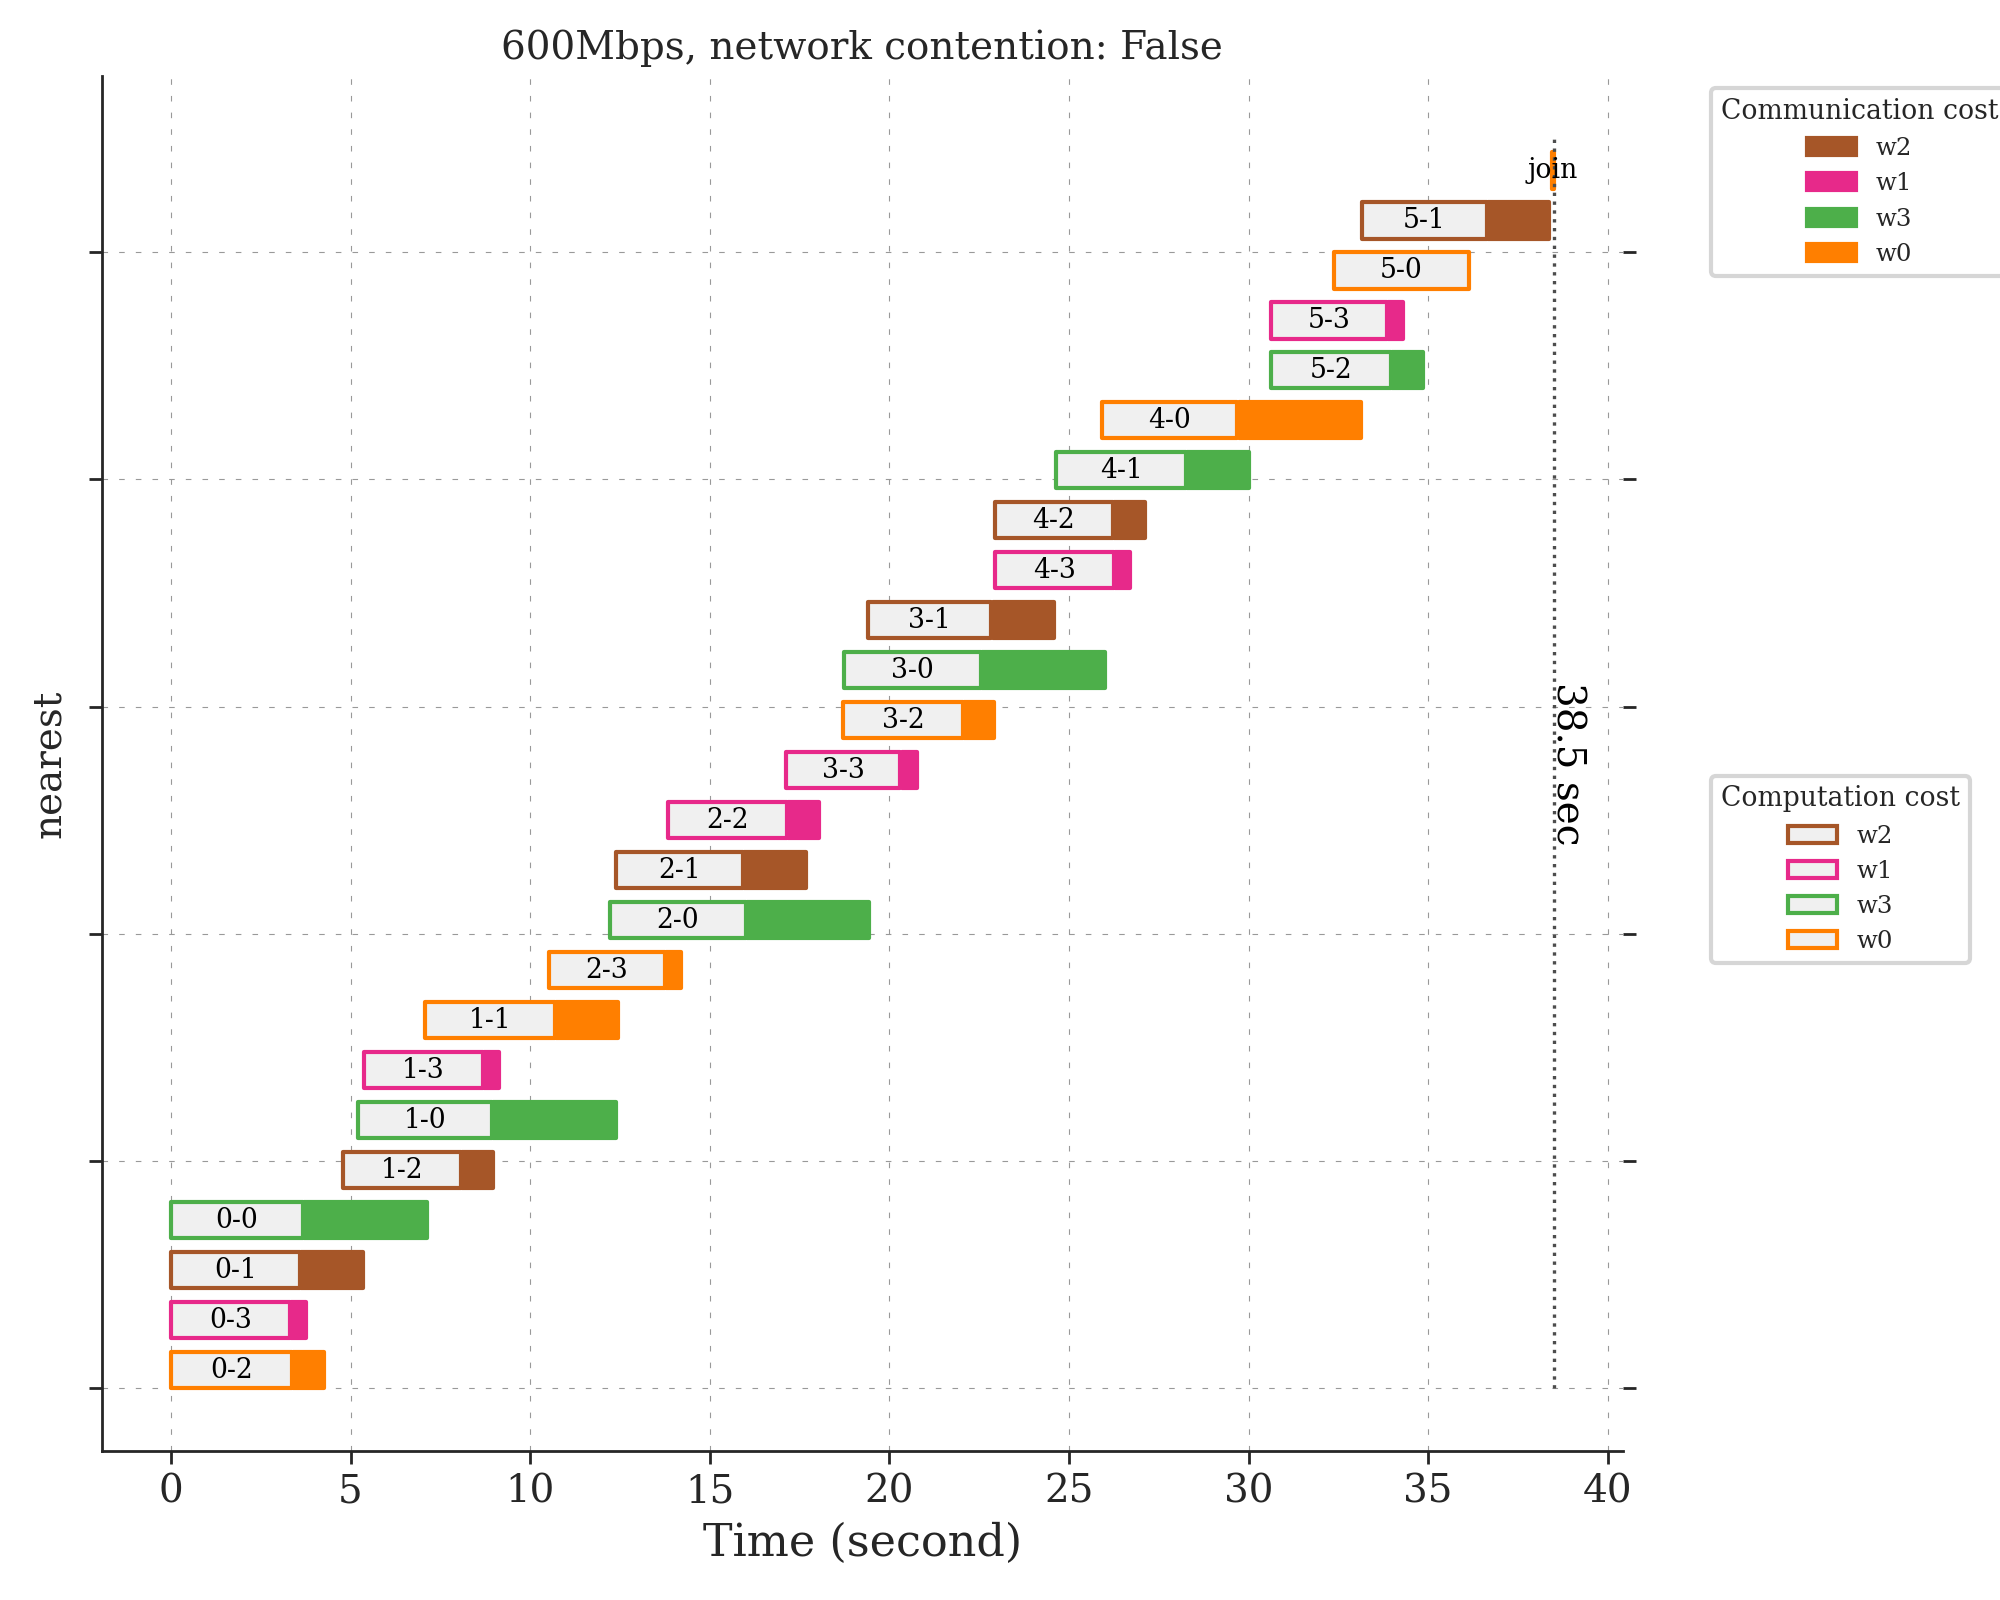 600Mbps, network contention: False
Communication cost
w2
w1
w3
w0
join
5-1
5-0
5-3
5-2
4-0
4-1
4-2
4-3
3-1
3-0
3-2
3-3
2-2
2-1
2-0
2-3
1-1
1-3
1-0
1-2
0-0
0-1
0-3
0-2
38.5 sec
nearest
Computation cost
w2
w1
w3
w0
0 5 10 15 20 25 30 35 40
Time (second)